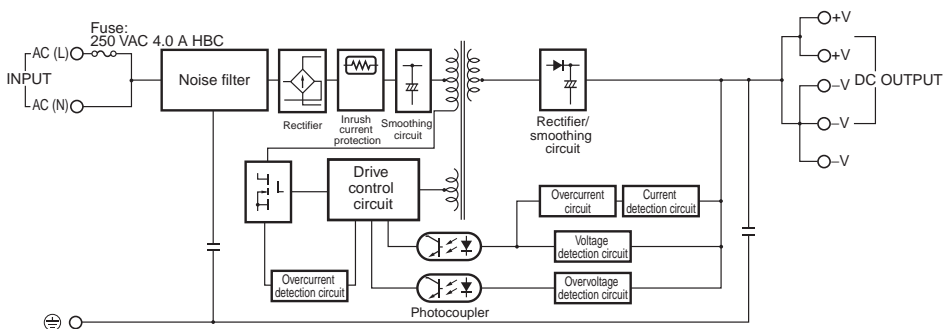 Fuse:
250 VAC 4.0 A HBC
AC (L)
INPUT
AC (N)
Noise filter
Rectifier
Inrush
current
protection
Smoothing
circuit
Rectifier/
smoothing
circuit
+V
+V
–V
DC OUTPUT
–V
–V
Drive
control
circuit
Overcurrent
circuit
Current
detection circuit
Voltage
detection circuit
Overcurrent
detection circuit
Overvoltage
detection circuit
Photocoupler